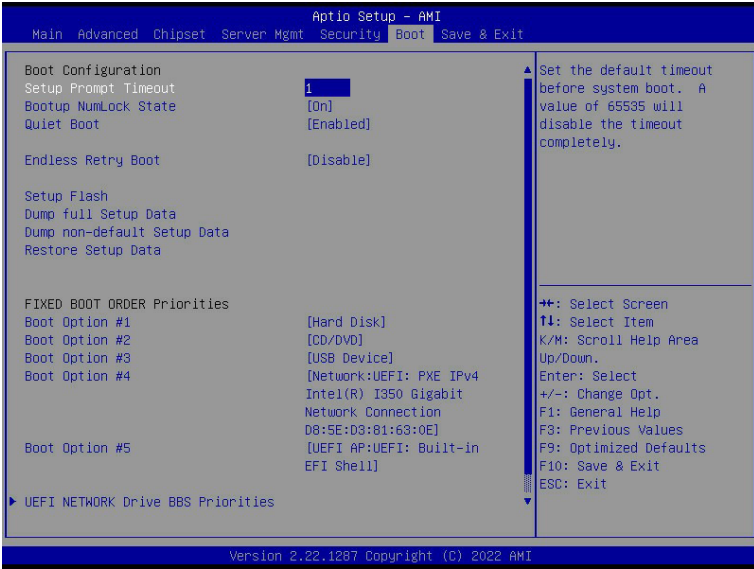 Aptio Setup – AMI
Main Advanced Chipset Server Mgmt Security Boot Save & Exit
Boot Configuration
Setup Prompt Timeout 1
Bootup NumLock State [On]
Quiet Boot [Enabled]
Endless Retry Boot [Disable]
Setup Flash
Dump full Setup Data
Dump non-default Setup Data
Restore Setup Data
FIXED BOOT ORDER Priorities
Boot Option #1 [Hard Disk]
Boot Option #2 [CD/DVD]
Boot Option #3 [USB Device]
Boot Option #4 [Network:UEFI: PXE IPv4
Intel(R) I350 Gigabit
Network Connection
D8:5E:D3:81:63:0E]
Boot Option #5 [UEFI AP:UEFI: Built-in
EFI Shell]
UEFI NETWORK Drive BBS Priorities
Set the default timeout
before system boot. A
value of 65535 will
disable the timeout
completely.
→←: Select Screen
↑↓: Select Item
K/M: Scroll Help Area
Up/Down.
Enter: Select
+/-: Change Opt.
F1: General Help
F3: Previous Values
F9: Optimized Defaults
F10: Save & Exit
ESC: Exit
Version 2.22.1287 Copyright (C) 2022 AMI